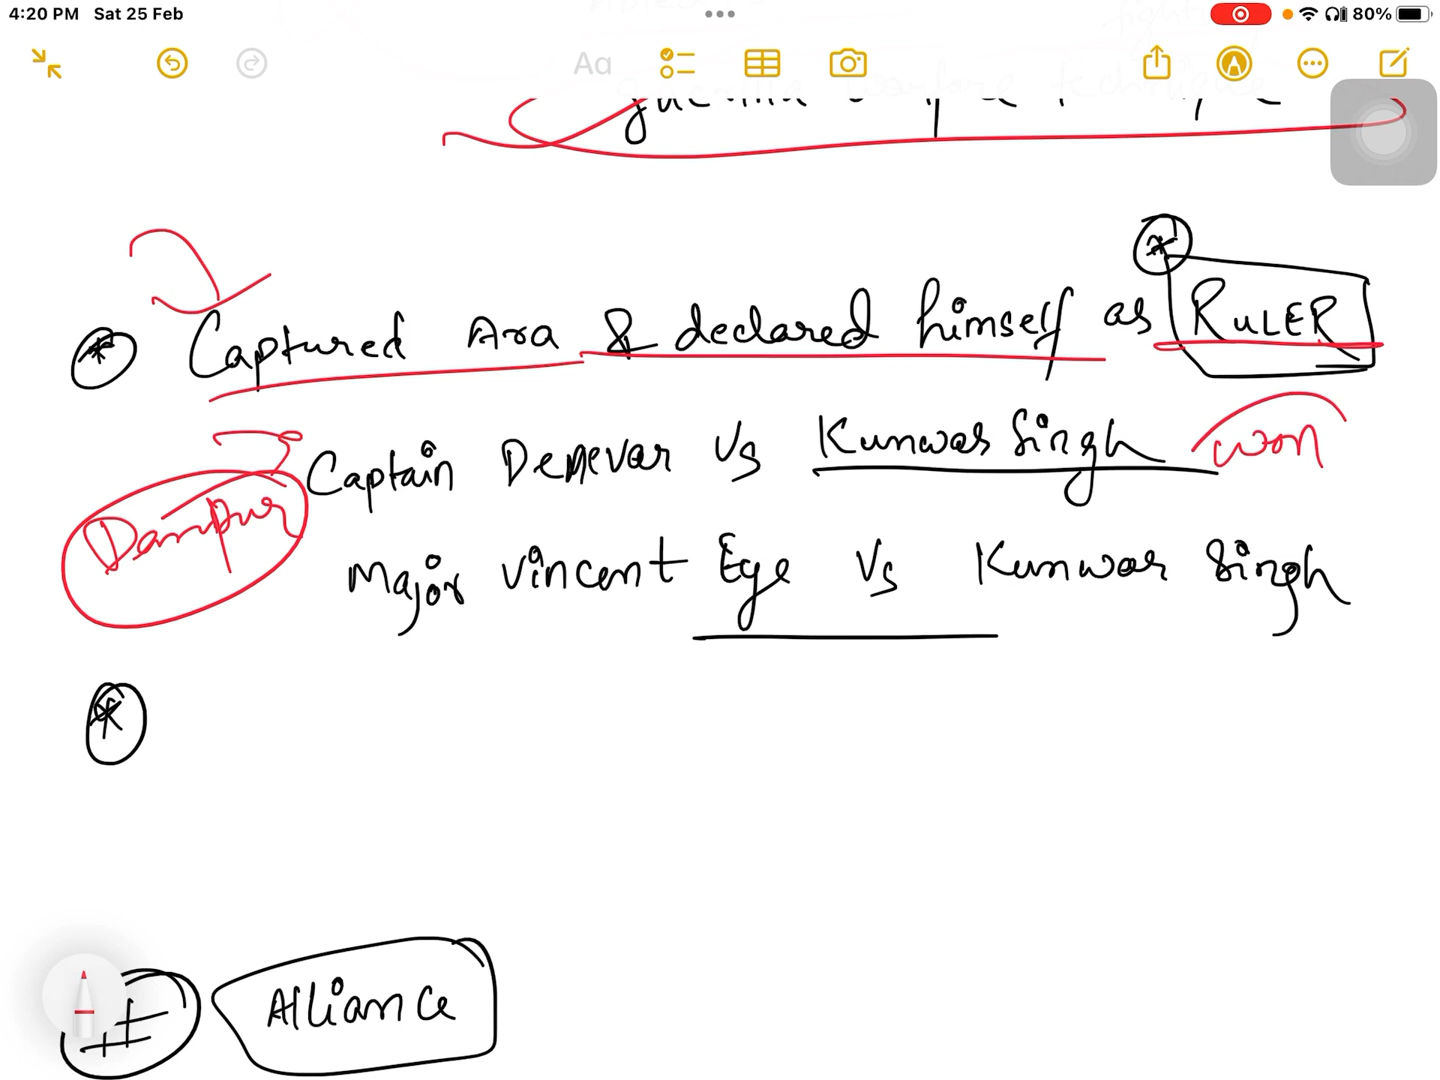 4:20 PM Sat 25 Feb
80%
Aa
Captured Ara & declared himself as RULER
Captain Denevar Vs Kunwar Singh won
Danipur
Major Vincent Eye Vs Kunwar Singh
# Alliance